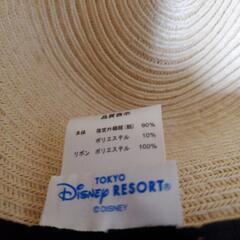 品質表示
本体 指定外繊維(紙) 90%
ポリエステル 10%
リボン ポリエステル 100%
TOKYO
Disney RESORT®
©DISNEY